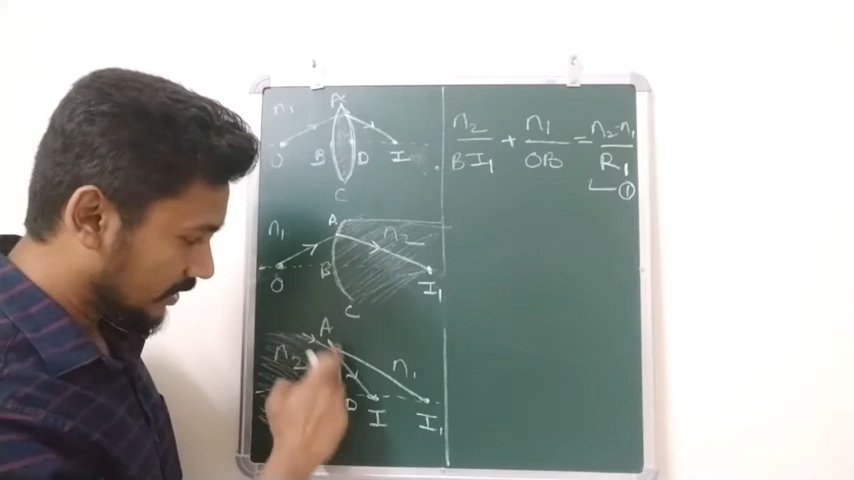 n₁
A
O
B
D
I
C
n₁
A
n₂
B
O
I₁
C
A
n₂
n₁
D
I
I₁
n₂/BI₁ + n₁/OB = n₂-n₁/R₁
①